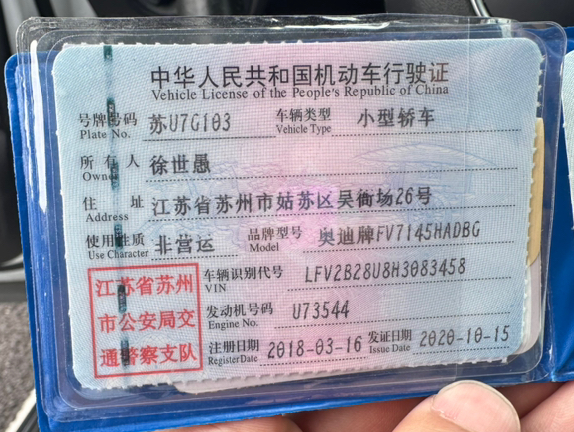 中华人民共和国机动车行驶证
Vehicle License of the People's Republic of China
号牌号码 苏U7G103 车辆类型 小型轿车
Plate No. Vehicle Type
所有人 徐世愚
Owner
住址 江苏省苏州市姑苏区吴衙场26号
Address
使用性质 非营运 品牌型号 奥迪牌FV7145HADBG
Use Character Model
江苏省苏州
市公安局交
通警察支队
车辆识别代号 LFV2B28U8H3083458
VIN
发动机号码 U73544
Engine No.
注册日期 2018-03-16 发证日期 2020-10-15
Register Date Issue Date